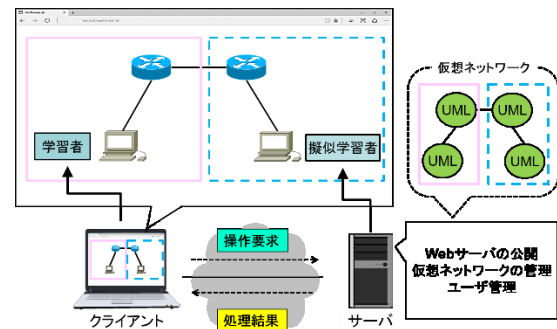 仮想ネットワーク
UML
UML
UML
UML
学習者
擬似学習者
操作要求
処理結果
クライアント
サーバ
Webサーバの公開
仮想ネットワークの管理
ユーザ管理